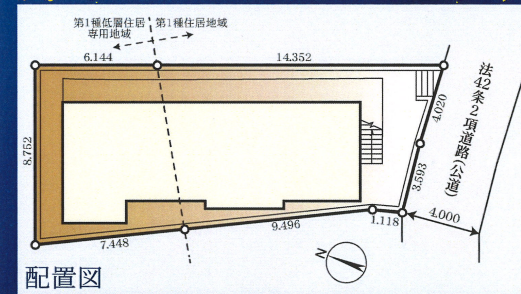 第1種低層住居
専用地域
第1種住居地域
6.144
14.352
8.752
4.020
3.593
法42条2項道路(公道)
4.000
1.118
9.496
7.448
N
配置図